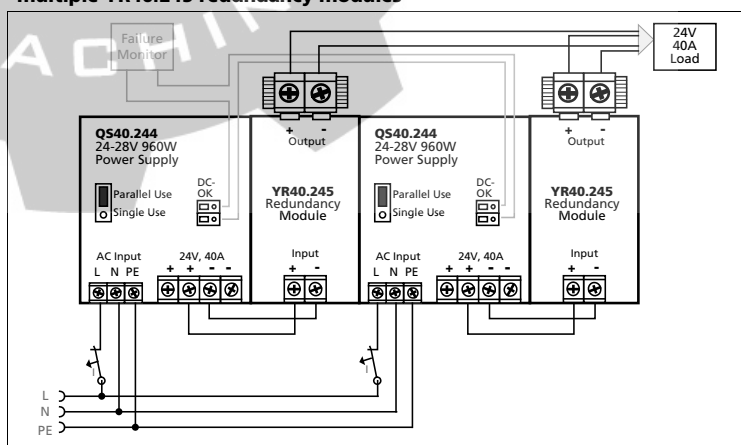 multiple YR40.245 redundancy modules
Failure
Monitor
24V
40A
Load
ACHIN
QS40.244
24-28V 960W
Power Supply
Parallel Use
Single Use
DC-
OK
AC Input
L N PE
24V, 40A
+ + - -
+ -
Output
YR40.245
Redundancy
Module
Input
+ -
QS40.244
24-28V 960W
Power Supply
Parallel Use
Single Use
DC-
OK
AC Input
L N PE
24V, 40A
+ + - -
+ -
Output
YR40.245
Redundancy
Module
Input
+ -
I
I
L
N
PE